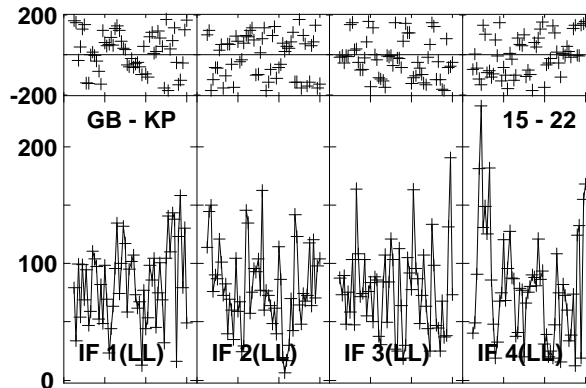 200
-200
GB - KP
15 - 22
200
100
0
IF 1(LL)
IF 2(LL)
IF 3(LL)
IF 4(LL)